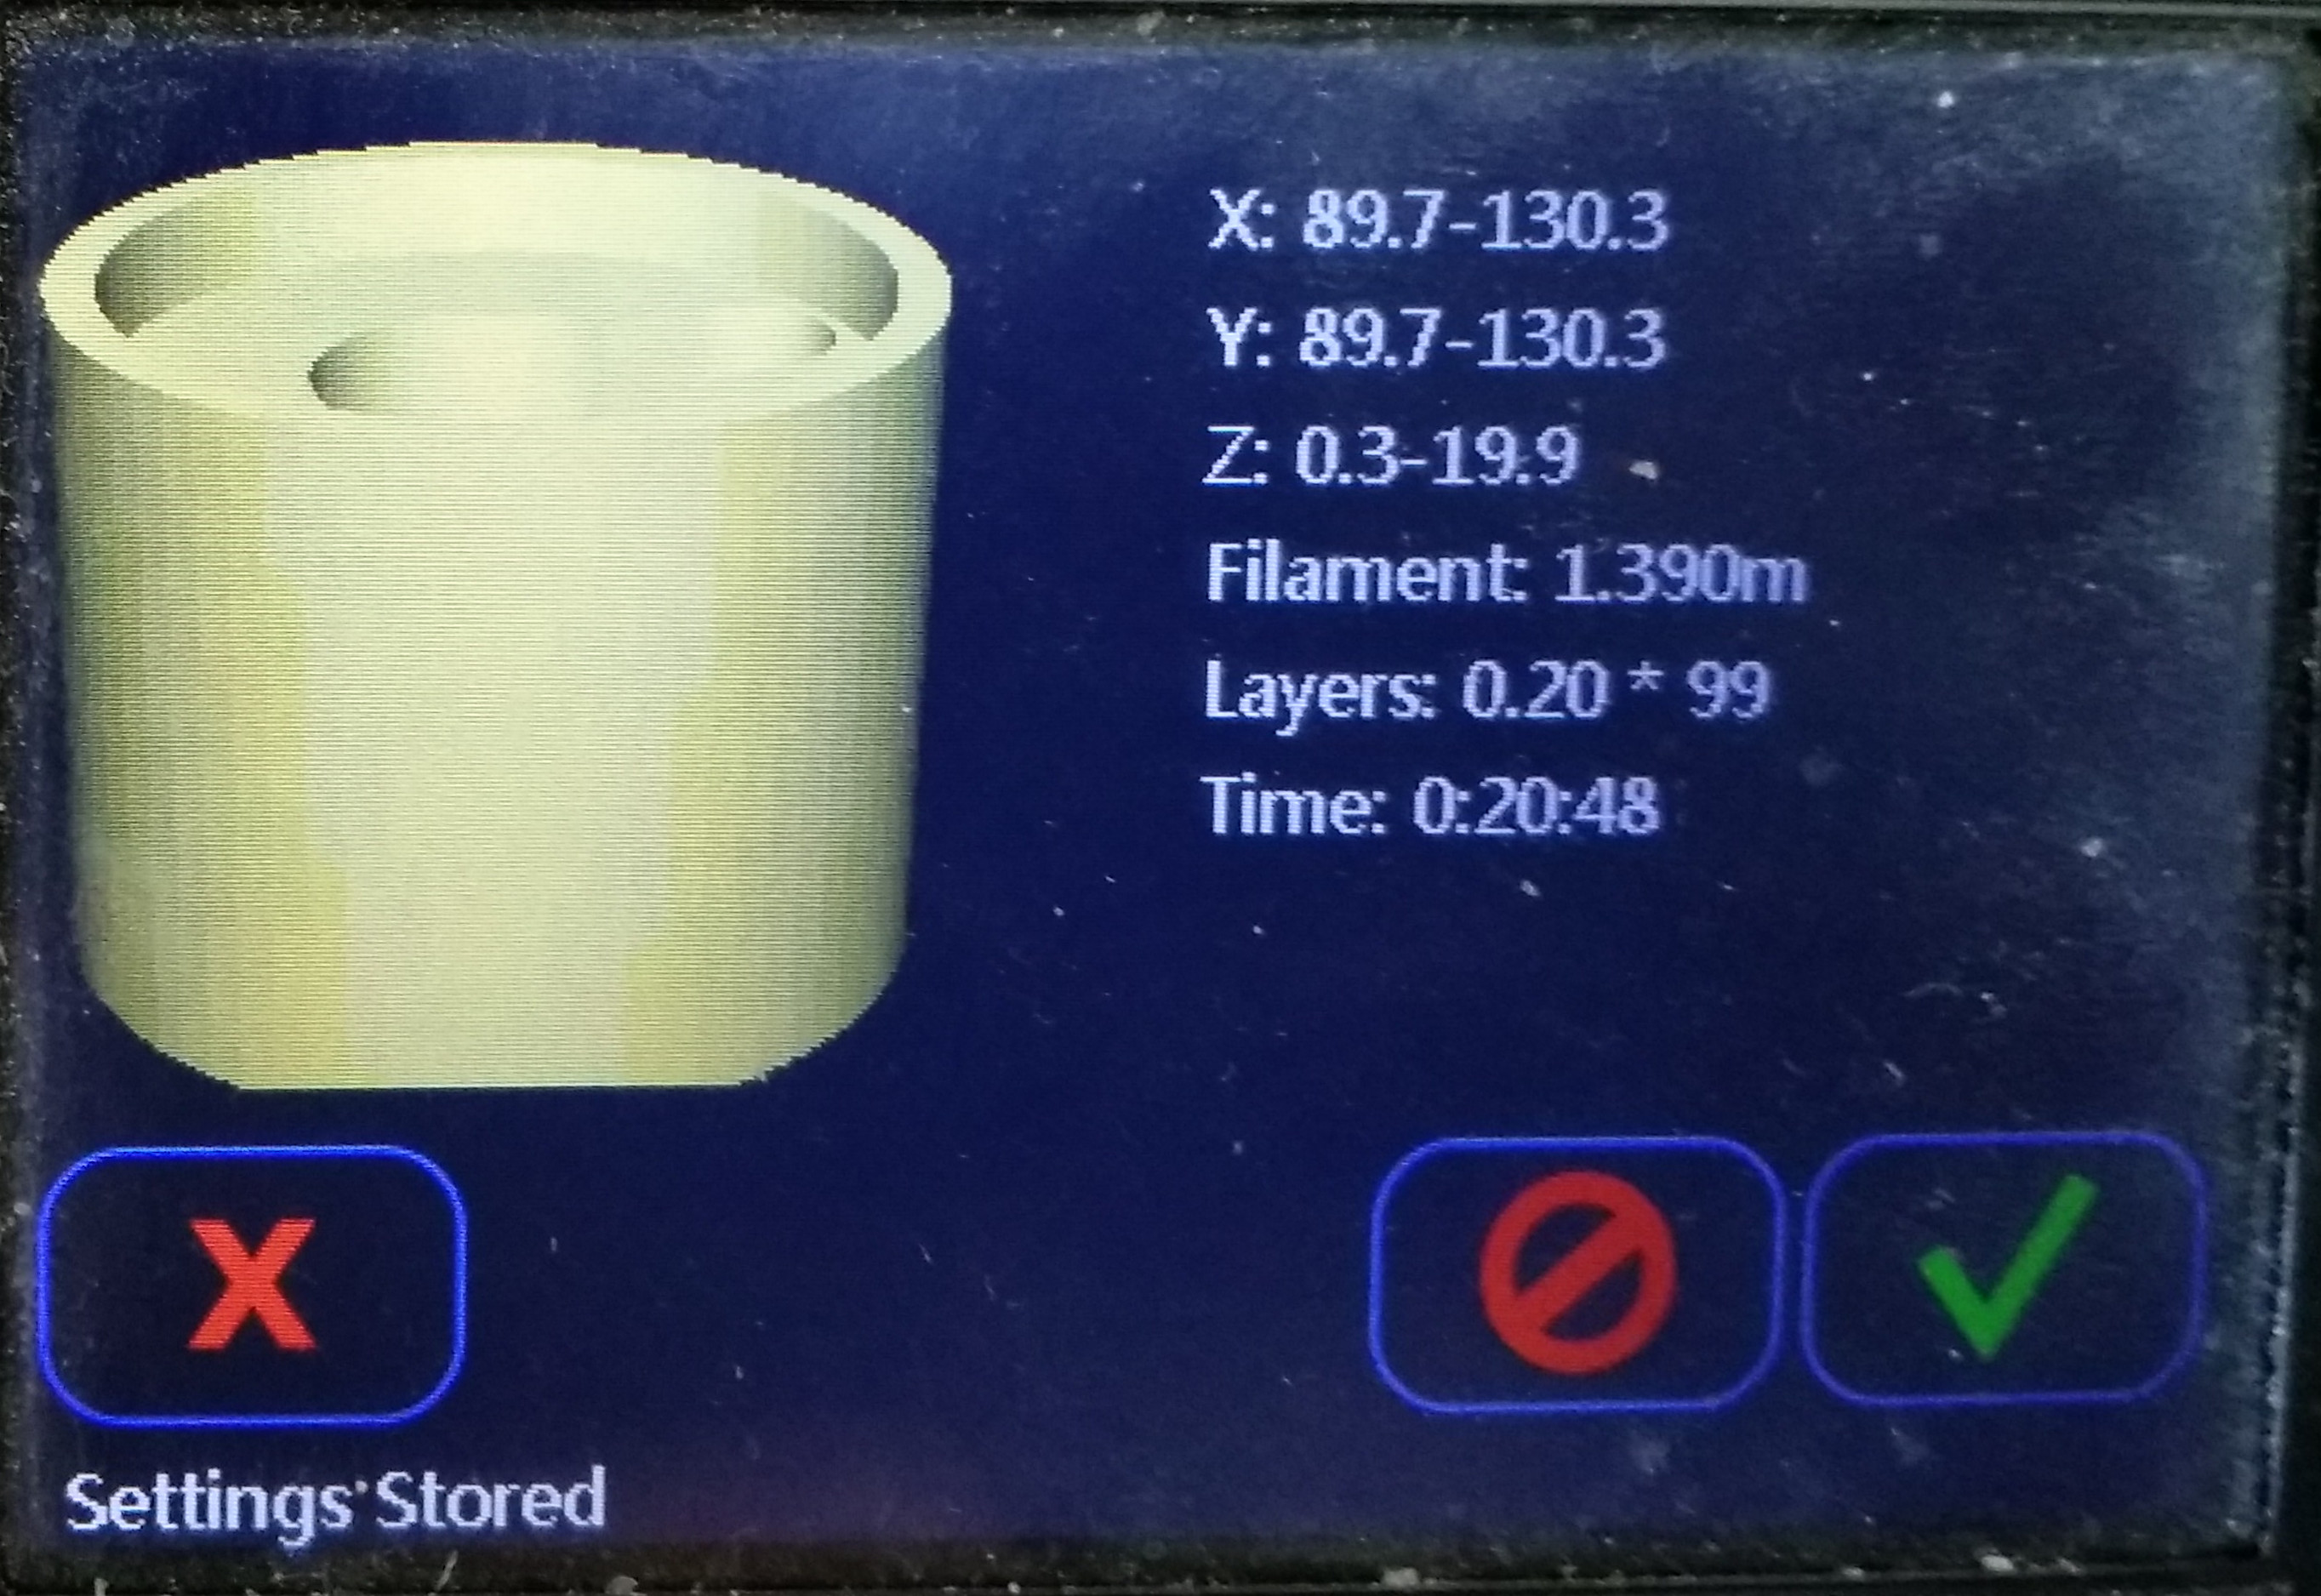 X: 89.7-130.3
Y: 89.7-130.3
Z: 0.3-19.9
Filament: 1.390m
Layers: 0.20 * 99
Time: 0:20:48
X
Settings Stored